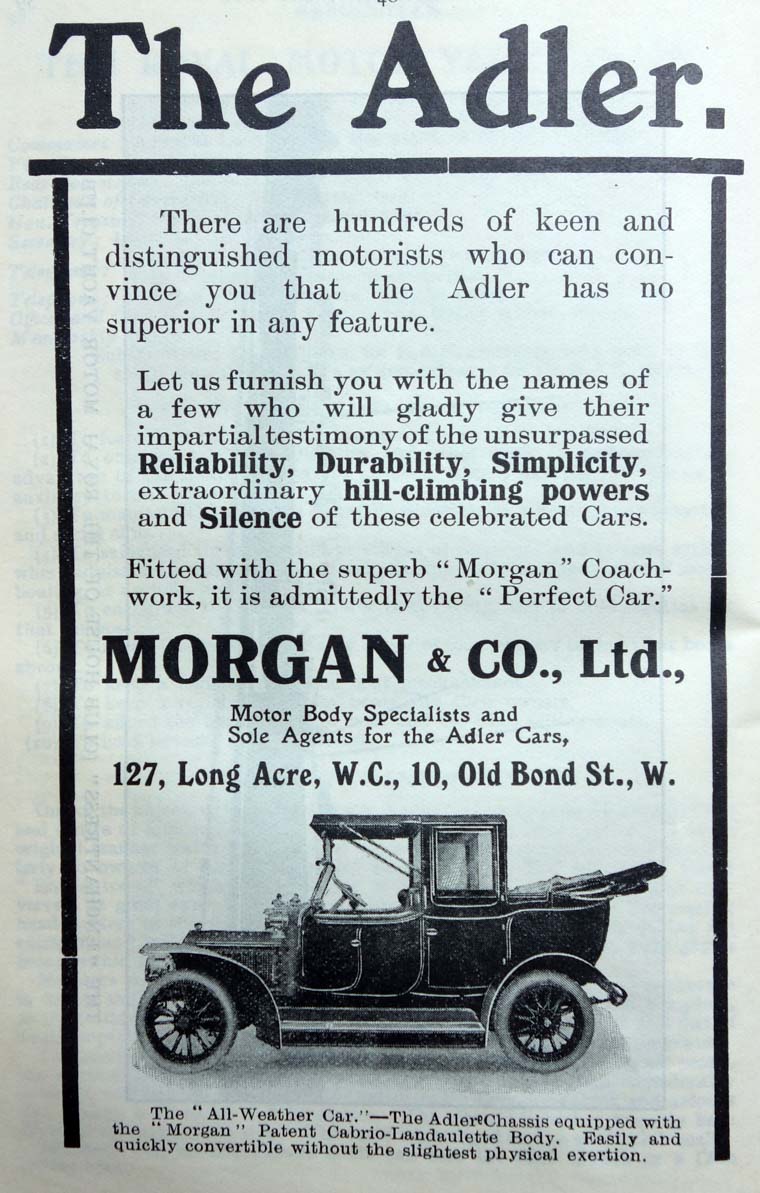 The Adler.
There are hundreds of keen and
distinguished motorists who can con-
vince you that the Adler has no
superior in any feature.
Let us furnish you with the names of
a few who will gladly give their
impartial testimony of the unsurpassed
Reliability, Durability, Simplicity,
extraordinary hill-climbing powers
and Silence of these celebrated Cars.
Fitted with the superb “Morgan” Coach-
work, it is admittedly the “Perfect Car.”
MORGAN & CO., Ltd.,
Motor Body Specialists and
Sole Agents for the Adler Cars,
127, Long Acre, W.C., 10, Old Bond St., W.
The “All-Weather Car.”—The Adler Chassis equipped with
the “Morgan” Patent Cabrio-Landaulette Body. Easily and
quickly convertible without the slightest physical exertion.